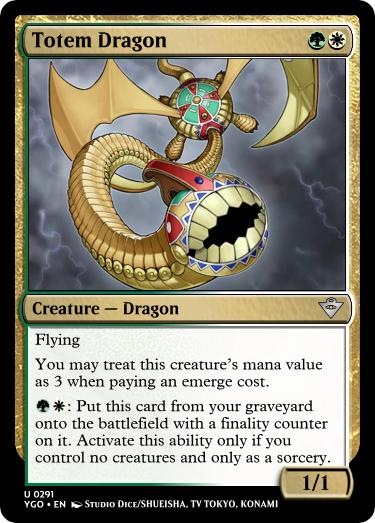 Totem Dragon
Creature — Dragon
Flying
You may treat this creature's mana value
as 3 when paying an emerge cost.
: Put this card from your graveyard
onto the battlefield with a finality counter
on it. Activate this ability only if you
control no creatures and only as a sorcery.
1/1
U 0291
YGO • EN Studio Dice/SHUEISHA, TV TOKYO, KONAMI